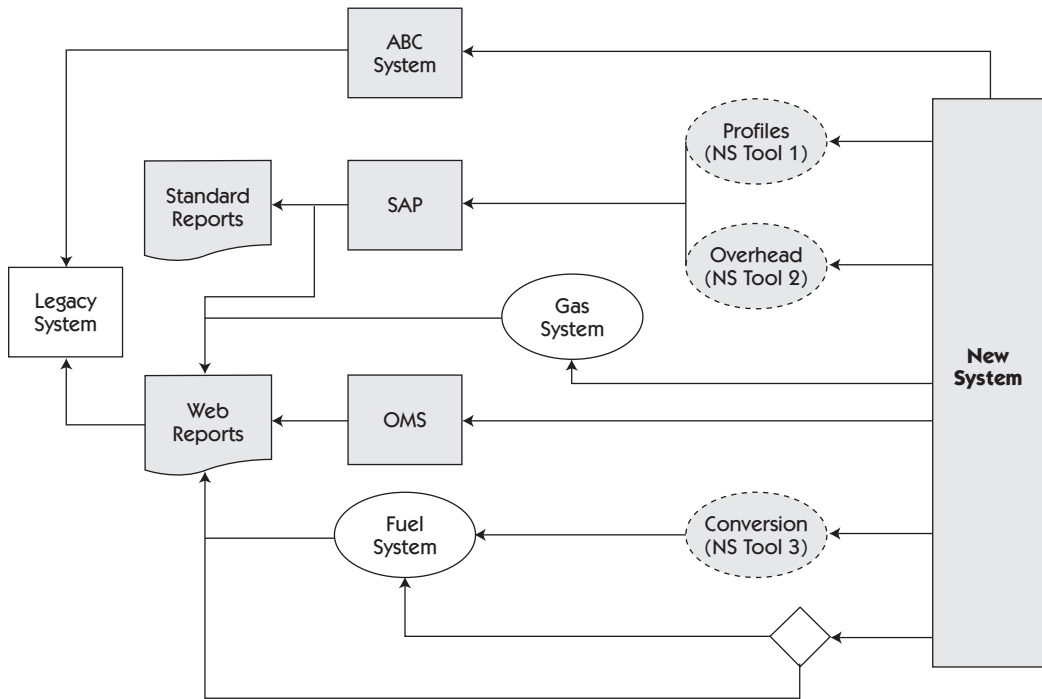 ABC
System
Profiles
(NS Tool 1)
Standard
Reports
SAP
Overhead
(NS Tool 2)
Legacy
System
Gas
System
New
System
Web
Reports
OMS
Fuel
System
Conversion
(NS Tool 3)